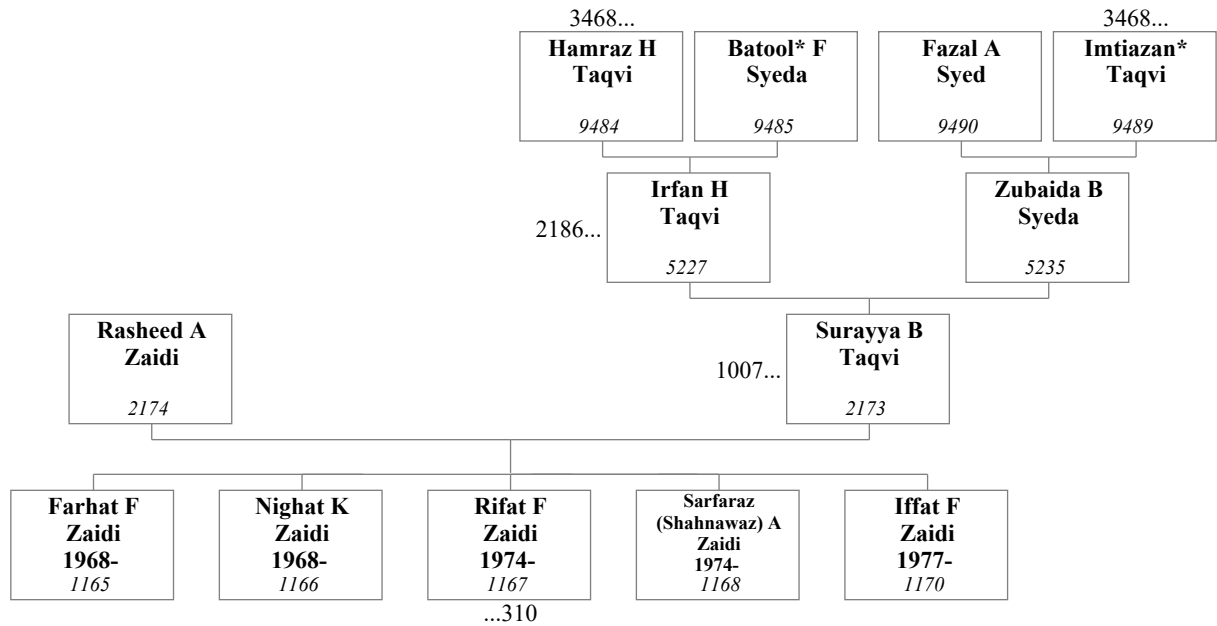 3468...
3468...
Hamraz H
Taqvi
9484
Batool* F
Syeda
9485
Fazal A
Syed
9490
Imtiazan*
Taqvi
9489
2186...
Irfan H
Taqvi
5227
Zubaida B
Syeda
5235
Rasheed A
Zaidi
2174
1007...
Surayya B
Taqvi
2173
Farhat F
Zaidi
1968-
1165
Nighat K
Zaidi
1968-
1166
Rifat F
Zaidi
1974-
1167
...310
Sarfaraz
(Shahnawaz) A
Zaidi
1974-
1168
Iffat F
Zaidi
1977-
1170